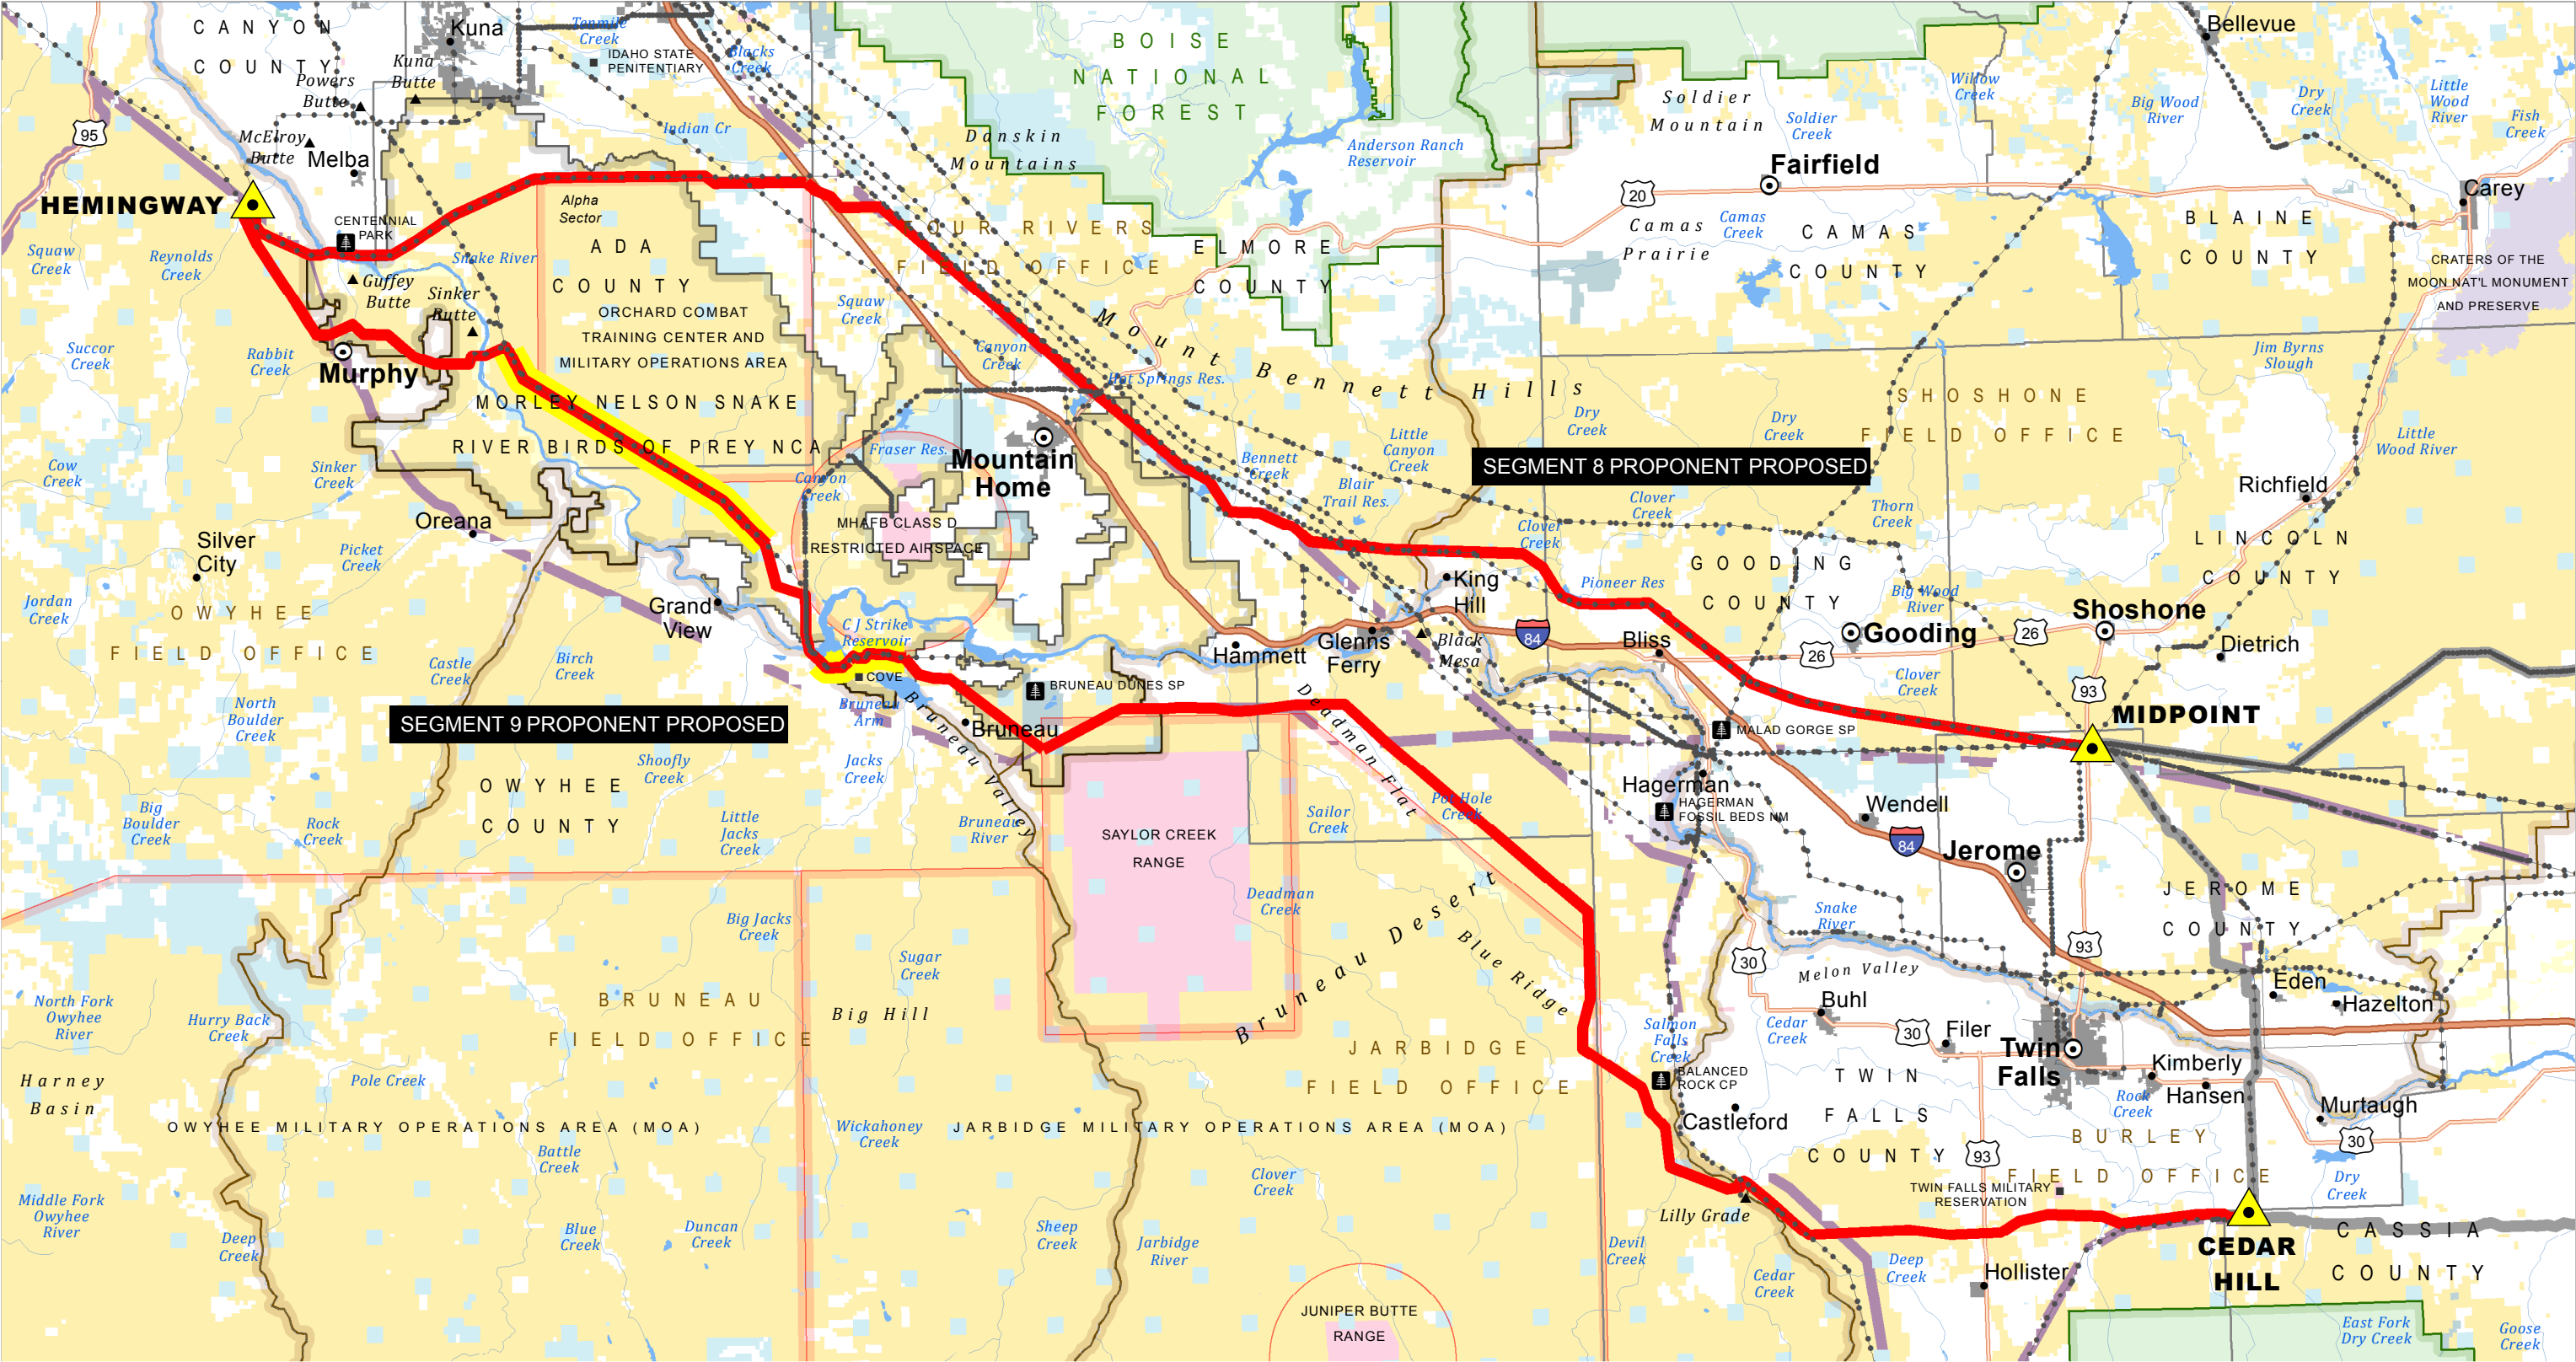 CANYON
COUNTY
Kuna
Tenmile
Creek
IDAHO STATE
PENITENTIARY
Blacks
Creek
BOISE
NATIONAL
FOREST
Bellevue
Powers
Butte
Kuna
Butte
95
McElroy
Butte
Melba
Indian Cr
Danskin
Mountains
Anderson Ranch
Reservoir
Soldier
Mountain
Soldier
Creek
Willow
Creek
Big Wood
River
Dry
Creek
Little
Wood
River
Fish
Creek
Fairfield
20
Carey
HEMINGWAY
CENTENNIAL
PARK
Alpha
Sector
ADA
COUNTY
OUR RIVERS
FIELD OFFICE
ELMORE
COUNTY
Camas
Prairie
Camas
Creek
CAMAS
COUNTY
BLAINE
COUNTY
CRATERS OF THE
MOON NAT'L MONUMENT
AND PRESERVE
Squaw
Creek
Reynolds
Creek
Snake River
Guffey
Butte
Sinker
Butte
ORCHARD COMBAT
TRAINING CENTER AND
MILITARY OPERATIONS AREA
Squaw
Creek
Canyon
Creek
Mount Bennett Hills
Hot Springs Res.
Succor
Creek
Rabbit
Creek
Murphy
Jim Byrns
Slough
MORLEY NELSON SNAKE
RIVER BIRDS OF PREY NCA
Fraser Res.
Mountain
Home
Dry
Creek
Dry
Creek
SHOSHONE
FIELD OFFICE
Little
Wood River
Cow
Creek
Sinker
Creek
Canyon
Creek
Bennett
Creek
Little
Canyon
Creek
Blair
Trail Res.
SEGMENT 8 PROPONENT PROPOSED
Clover
Creek
Clover
Creek
Thorn
Creek
Richfield
Oreana
MHAFB CLASS D
RESTRICTED AIRSPACE
Silver
City
Picket
Creek
LINCOLN
COUNTY
GOODING
COUNTY
King
Hill
Pioneer Res
Big Wood
River
Jordan
Creek
OWYHEE
FIELD OFFICE
Grand
View
C J Strike
Reservoir
COVE
Hammett
Glenns
Ferry
Black
Mesa
84
Bliss
26
Gooding
26
Shoshone
Dietrich
Castle
Creek
Birch
Creek
North
Boulder
Creek
SEGMENT 9 PROPONENT PROPOSED
Bruneau
Arm
Bruneau Valley
BRUNEAU DUNES SP
Bruneau
Deadman Flat
Clover
Creek
93
MIDPOINT
MALAD GORGE SP
Shoofly
Creek
Jacks
Creek
OWYHEE
COUNTY
Hagerman
HAGERMAN
FOSSIL BEDS NM
Wendell
Big
Boulder
Creek
Rock
Creek
Little
Jacks
Creek
Bruneau
River
SAYLOR CREEK
RANGE
Sailor
Creek
Pot Hole
Creek
84
Jerome
JEROME
COUNTY
Big Jacks
Creek
Deadman
Creek
Bruneau Desert
Blue Ridge
Snake
River
93
Sugar
Creek
30
Melon Valley
Eden
Hazelton
North Fork
Owyhee
River
Hurry Back
Creek
BRUNEAU
FIELD OFFICE
Big Hill
Buhl
Salmon
Falls
Creek
Cedar
Creek
30
Filer
Twin
Falls
Kimberly
Hansen
JARBIDGE
FIELD OFFICE
BALANCED
ROCK CP
Harney
Basin
Pole Creek
Castleford
TWIN
FALLS
COUNTY
Rock
Creek
Murtaugh
30
OWYHEE MILITARY OPERATIONS AREA (MOA)
Wickahoney
Creek
JARBIDGE MILITARY OPERATIONS AREA (MOA)
BURLEY
FIELD OFFICE
93
Battle
Creek
Clover
Creek
TWIN FALLS MILITARY
RESERVATION
Dry
Creek
Middle Fork
Owyhee
River
Lilly Grade
Deep
Creek
Blue
Creek
Duncan
Creek
Sheep
Creek
Jarbidge
River
Devil
Creek
Deep
Creek
Cedar
Creek
Hollister
CEDAR
HILL
CASSIA
COUNTY
JUNIPER BUTTE
RANGE
East Fork
Dry Creek
Goose
Creek